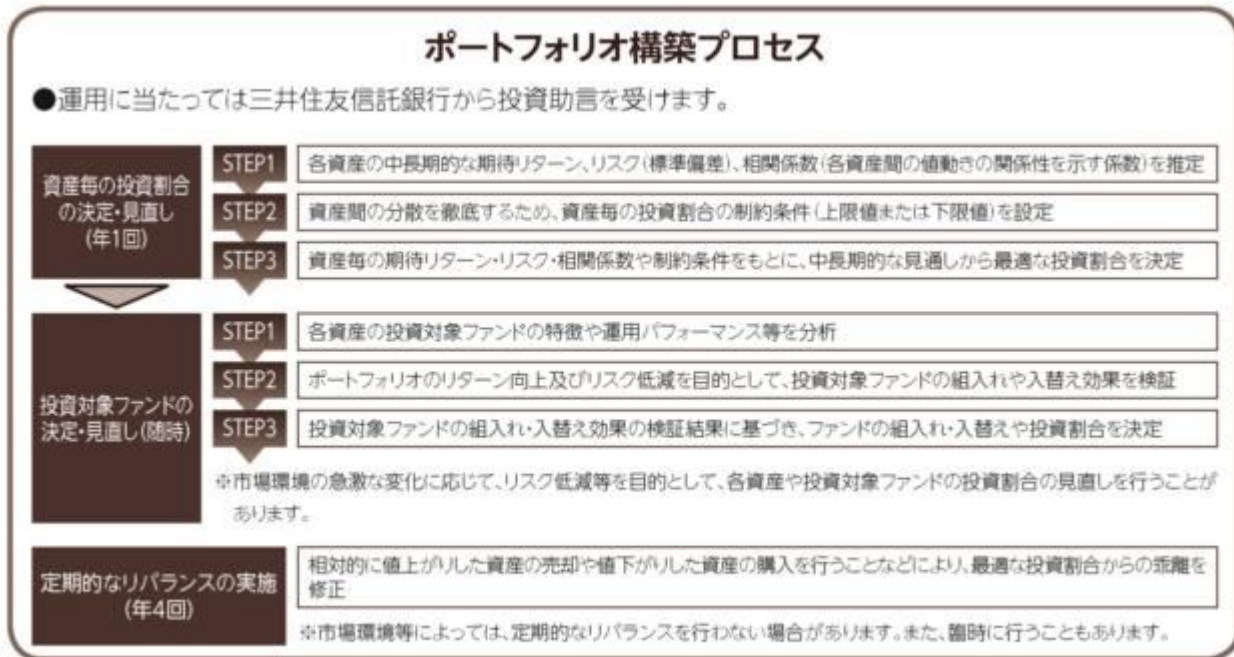 ポートフォリオ構築プロセス
●運用に当たっては三井住友信託銀行から投資助言を受けます。
資産毎の投資割合
の決定・見直し
(年1回)
STEP1
各資産の中長期的な期待リターン、リスク(標準偏差)、相関係数(各資産間の値動きの関係性を示す係数)を推定
STEP2
資産間の分散を徹底するため、資産毎の投資割合の制約条件(上限値または下限値)を設定
STEP3
資産毎の期待リターン・リスク・相関係数や制約条件をもとに、中長期的な見通しから最適な投資割合を決定
投資対象ファンドの
決定・見直し(随時)
STEP1
各資産の投資対象ファンドの特徴や運用パフォーマンス等を分析
STEP2
ポートフォリオのリターン向上及びリスク低減を目的として、投資対象ファンドの組入れや入替え効果を検証
STEP3
投資対象ファンドの組入れ・入替え効果の検証結果に基づき、ファンドの組入れ・入替えや投資割合を決定
※市場環境の急激な変化に応じて、リスク低減等を目的として、各資産や投資対象ファンドの投資割合の見直しを行うことが
あります。
定期的なリバランスの実施
(年4回)
相対的に値上がりした資産の売却や値下がりした資産の購入を行うことなどにより、最適な投資割合からの乖離を
修正
※市場環境等によっては、定期的なリバランスを行わない場合があります。また、臨時に行うこともあります。